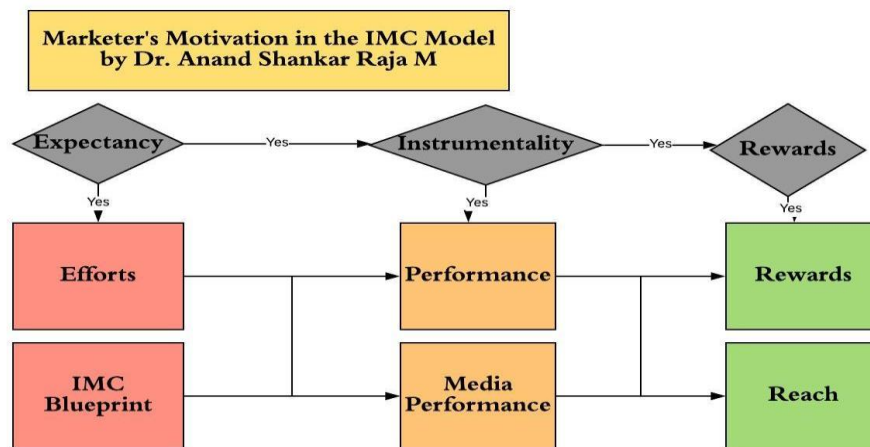 Marketer's Motivation in the IMC Model
by Dr. Anand Shankar Raja M
Expectancy
Yes
Instrumentality
Yes
Rewards
Yes
Yes
Yes
Efforts
Performance
Rewards
IMC
Blueprint
Media
Performance
Reach